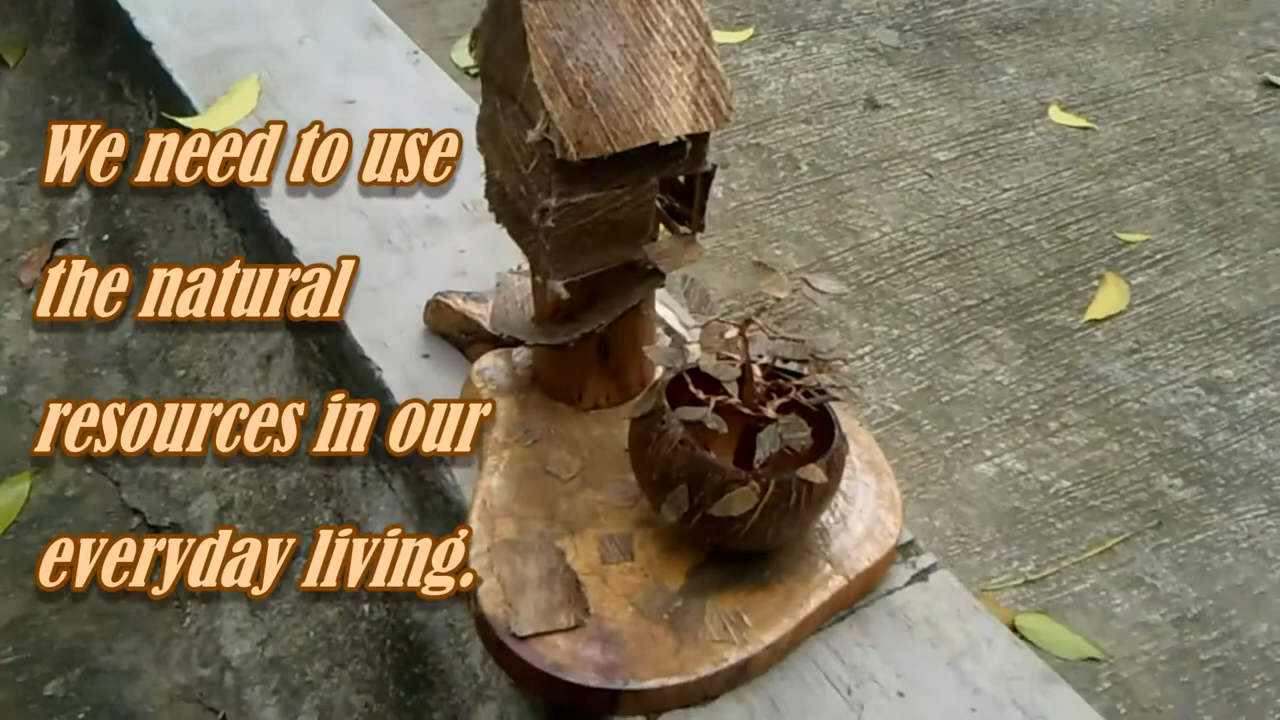 We need to use
the natural
resources in our
everyday living.